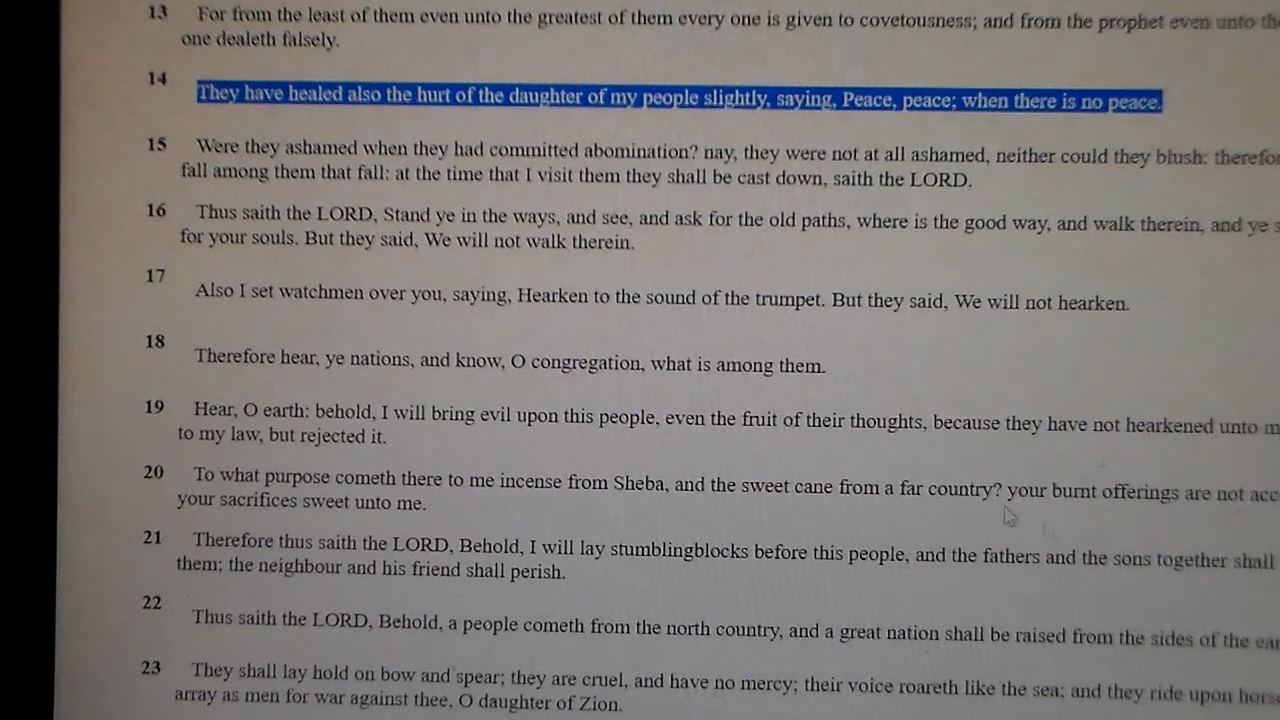 13 For from the least of them even unto the greatest of them every one is given to covetousness; and from the prophet even unto
one dealeth falsely.
14 They have healed also the hurt of the daughter of my people slightly, saying, Peace, peace; when there is no peace.
15 Were they ashamed when they had committed abomination? nay, they were not at all ashamed, neither could they blush:
fall among them that fall: at the time that I visit them they shall be cast down, saith the LORD.
16 Thus saith the LORD, Stand ye in the ways, and see, and ask for the old paths, where is the good way, and walk therein, and ye
for your souls. But they said, We will not walk therein.
17 Also I set watchmen over you, saying, Hearken to the sound of the trumpet. But they said, We will not hearken.
18 Therefore hear, ye nations, and know, O congregation, what is among them.
19 Hear, O earth: behold, I will bring evil upon this people, even the fruit of their thoughts, because they have not hearkened unto
to my law, but rejected it.
20 To what purpose cometh there to me incense from Sheba, and the sweet cane from a far country? your burnt offerings are not
your sacrifices sweet unto me.
21 Therefore thus saith the LORD, Behold, I will lay stumblingblocks before this people, and the fathers and the sons together shall
them; the neighbour and his friend shall perish.
22 Thus saith the LORD, Behold, a people cometh from the north country, and a great nation shall be raised from the sides of the
23 They shall lay hold on bow and spear; they are cruel, and have no mercy; their voice roareth like the sea; and they ride upon
array as men for war against thee, O daughter of Zion.